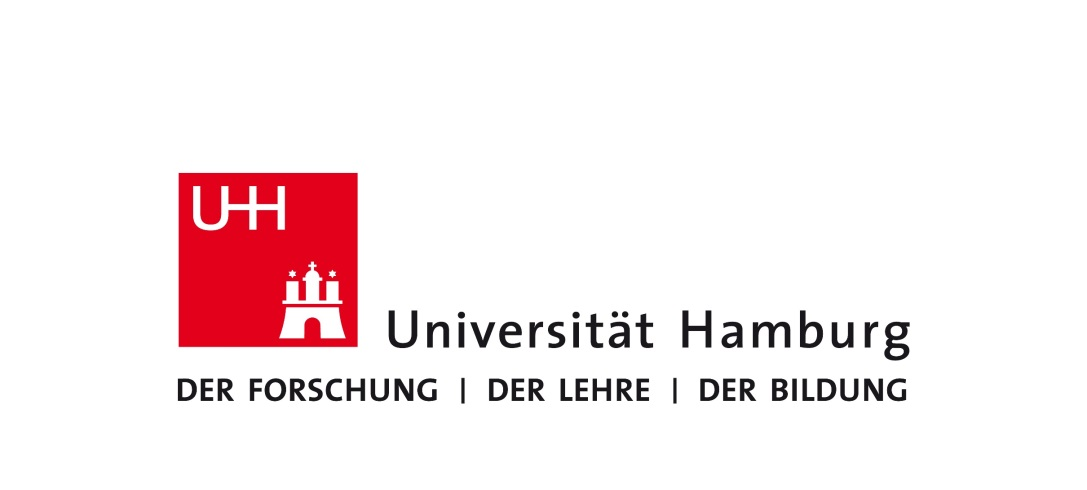 UHH
Universität Hamburg
DER FORSCHUNG | DER LEHRE | DER BILDUNG